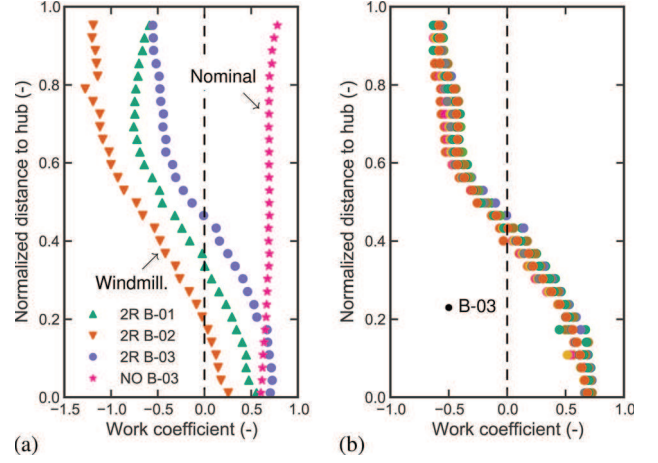 1.0
0.8
0.6
0.4
0.2
0.0
Normalized distance to hub (-)
Nominal
Windmill.
2R B-01
2R B-02
2R B-03
NO B-03
−1.5 −1.0 −0.5 0.0 0.5 1.0
Work coefficient (-)
(a)
1.0
0.8
0.6
0.4
0.2
0.0
Normalized distance to hub (-)
B-03
−1.0 −0.5 0.0 0.5 1.0
Work coefficient (-)
(b)